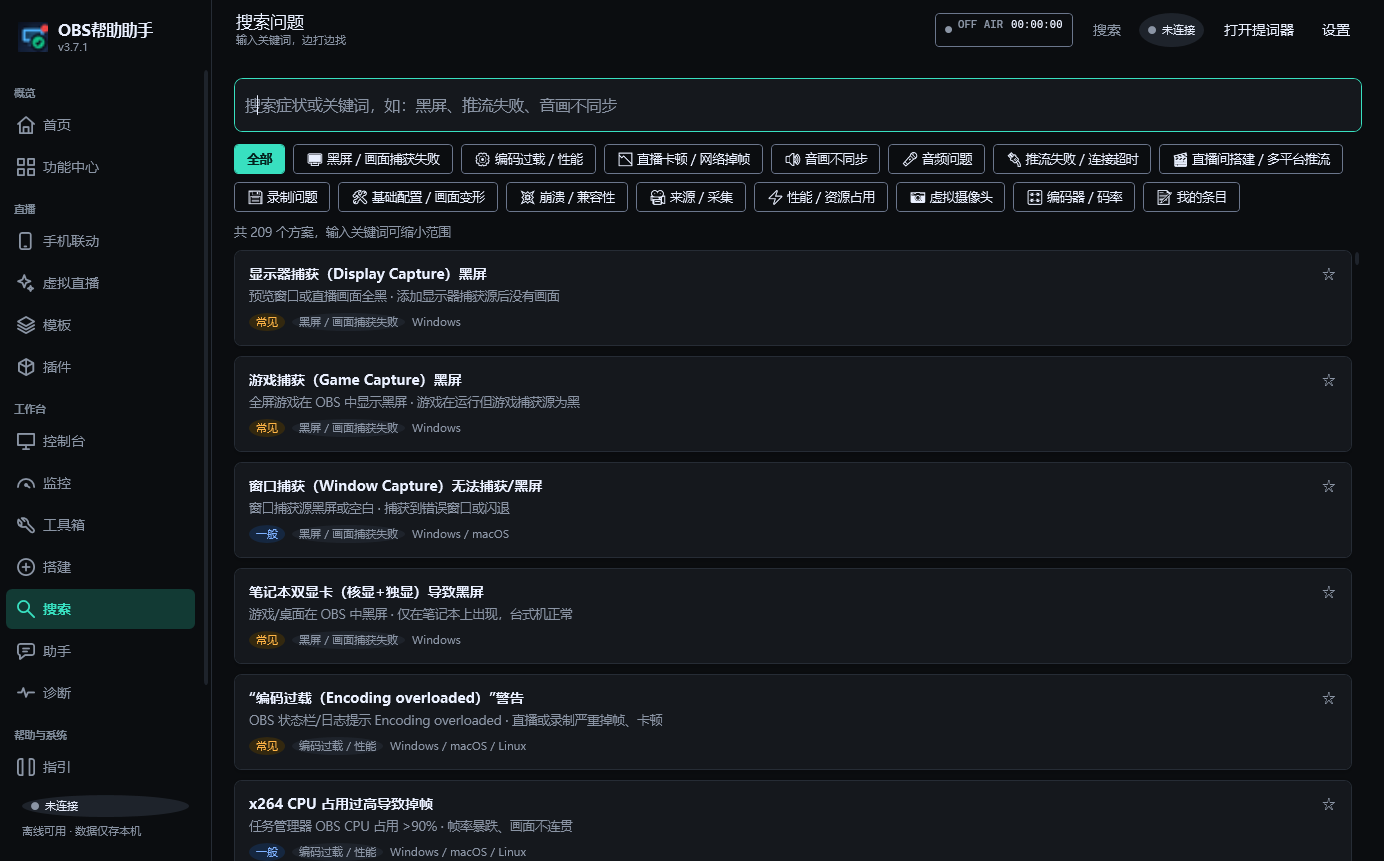 OBS帮助助手
v3.7.1
概览
首页
功能中心
直播
手机联动
虚拟直播
模板
插件
工作台
控制台
监控
工具箱
搭建
搜索
助手
诊断
帮助与系统
指引
未连接
离线可用 · 数据仅存本机
搜索问题
输入关键词，边打边找
OFF AIR 00:00:00
搜索
未连接
打开提词器
设置
搜索症状或关键词，如：黑屏、推流失败、音画不同步
全部
黑屏 / 画面捕获失败
编码过载 / 性能
直播卡顿 / 网络掉帧
音画不同步
音频问题
推流失败 / 连接超时
直播间搭建 / 多平台推流
录制问题
基础配置 / 画面变形
崩溃 / 兼容性
来源 / 采集
性能 / 资源占用
虚拟摄像头
编码器 / 码率
我的条目
共 209 个方案，输入关键词可缩小范围
显示器捕获（Display Capture）黑屏
预览窗口或直播画面全黑 · 添加显示器捕获源后没有画面
常见 黑屏 / 画面捕获失败 Windows
游戏捕获（Game Capture）黑屏
全屏游戏在 OBS 中显示黑屏 · 游戏在运行但游戏捕获源为黑
常见 黑屏 / 画面捕获失败 Windows
窗口捕获（Window Capture）无法捕获/黑屏
窗口捕获源黑屏或空白 · 捕获到错误窗口或闪退
一般 黑屏 / 画面捕获失败 Windows / macOS
笔记本双显卡（核显+独显）导致黑屏
游戏/桌面在 OBS 中黑屏 · 仅在笔记本上出现，台式机正常
常见 黑屏 / 画面捕获失败 Windows
“编码过载（Encoding overloaded）”警告
OBS 状态栏/日志提示 Encoding overloaded · 直播或录制严重掉帧、卡顿
常见 编码过载 / 性能 Windows / macOS / Linux
x264 CPU 占用过高导致掉帧
任务管理器 OBS CPU 占用 >90% · 帧率暴跌、画面不连贯
一般 编码过载 / 性能 Windows / macOS / Linux